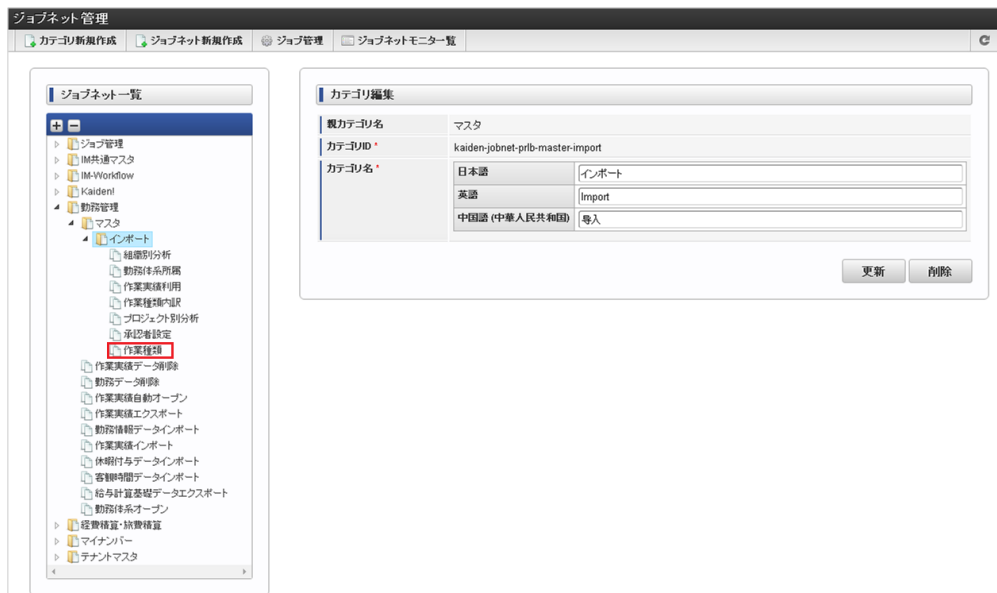 ジョブネット管理
カテゴリ新規作成 ジョブネット新規作成 ジョブ管理 ジョブネットモニタ一覧
ジョブネット一覧
ジョブ管理
IM共通マスタ
IM-Workflow
Kaiden!
勤務管理
マスタ
インポート
組織別分析
勤務体系所属
作業実績利用
作業種類内訳
プロジェクト別分析
承認者設定
作業種類
作業実績データ削除
勤務データ削除
作業実績自動オープン
作業実績エクスポート
勤務情報データインポート
作業実績インポート
休暇付与データインポート
客観時間データインポート
給与計算基礎データエクスポート
勤務体系オープン
経費精算・旅費精算
マイナンバー
テナントマスタ
カテゴリ編集
親カテゴリ名 マスタ
カテゴリID * kaiden-jobnet-prlb-master-import
カテゴリ名 *
日本語 インポート
英語 Import
中国語 (中華人民共和国) 导入
更新 削除